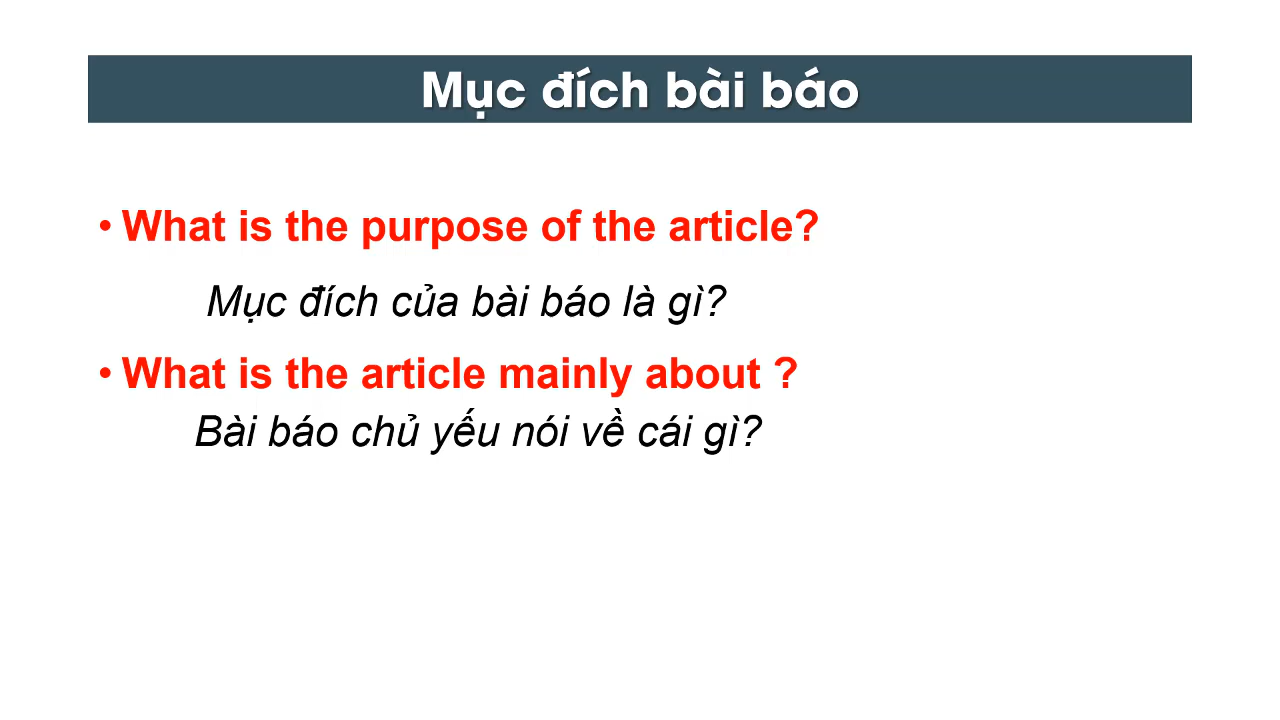 Mục đích bài báo
• What is the purpose of the article?
Mục đích của bài báo là gì?
• What is the article mainly about ?
Bài báo chủ yếu nói về cái gì?